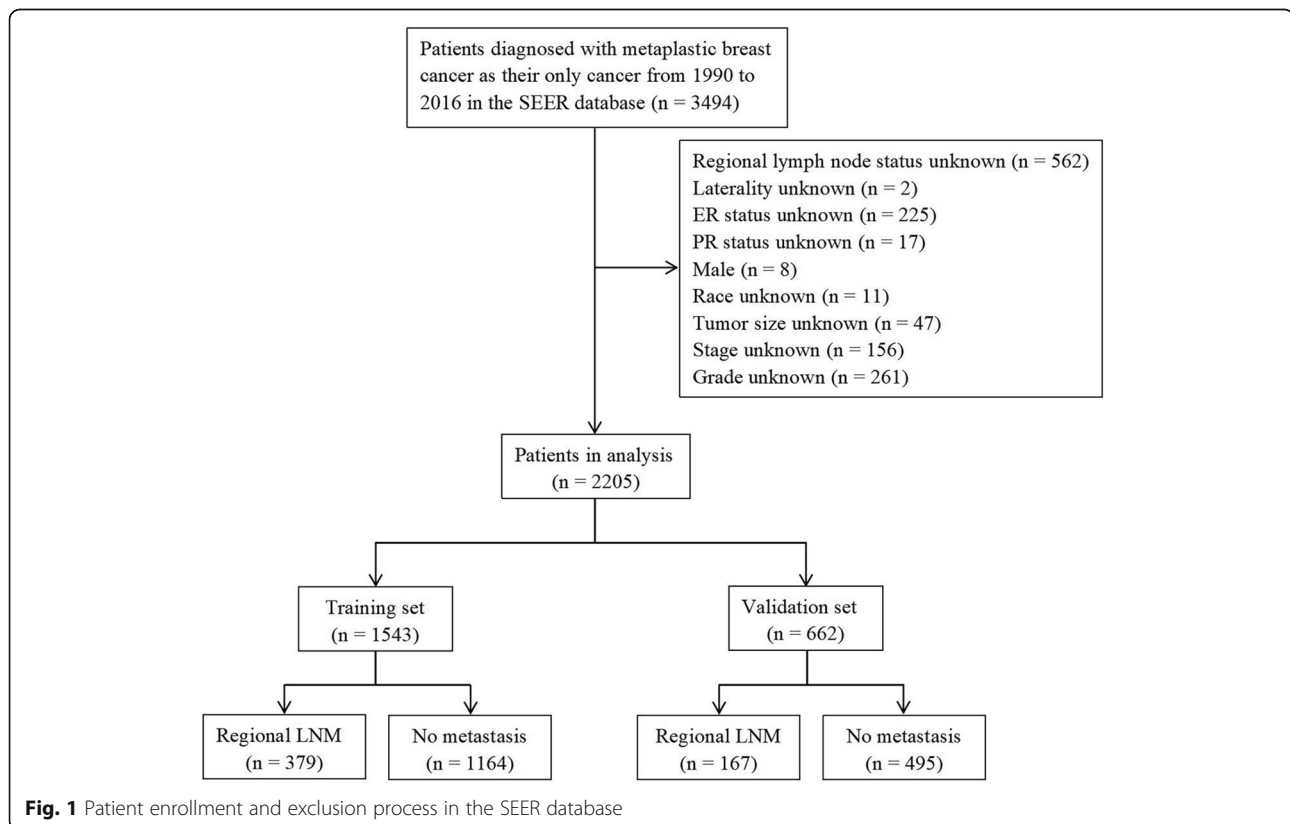 Patients diagnosed with metaplastic breast
cancer as their only cancer from 1990 to
2016 in the SEER database (n = 3494)
Regional lymph node status unknown (n = 562)
Laterality unknown (n = 2)
ER status unknown (n = 225)
PR status unknown (n = 17)
Male (n = 8)
Race unknown (n = 11)
Tumor size unknown (n = 47)
Stage unknown (n = 156)
Grade unknown (n = 261)
Patients in analysis
(n = 2205)
Training set
(n = 1543)
Validation set
(n = 662)
Regional LNM
(n = 379)
No metastasis
(n = 1164)
Regional LNM
(n = 167)
No metastasis
(n = 495)
Fig. 1 Patient enrollment and exclusion process in the SEER database